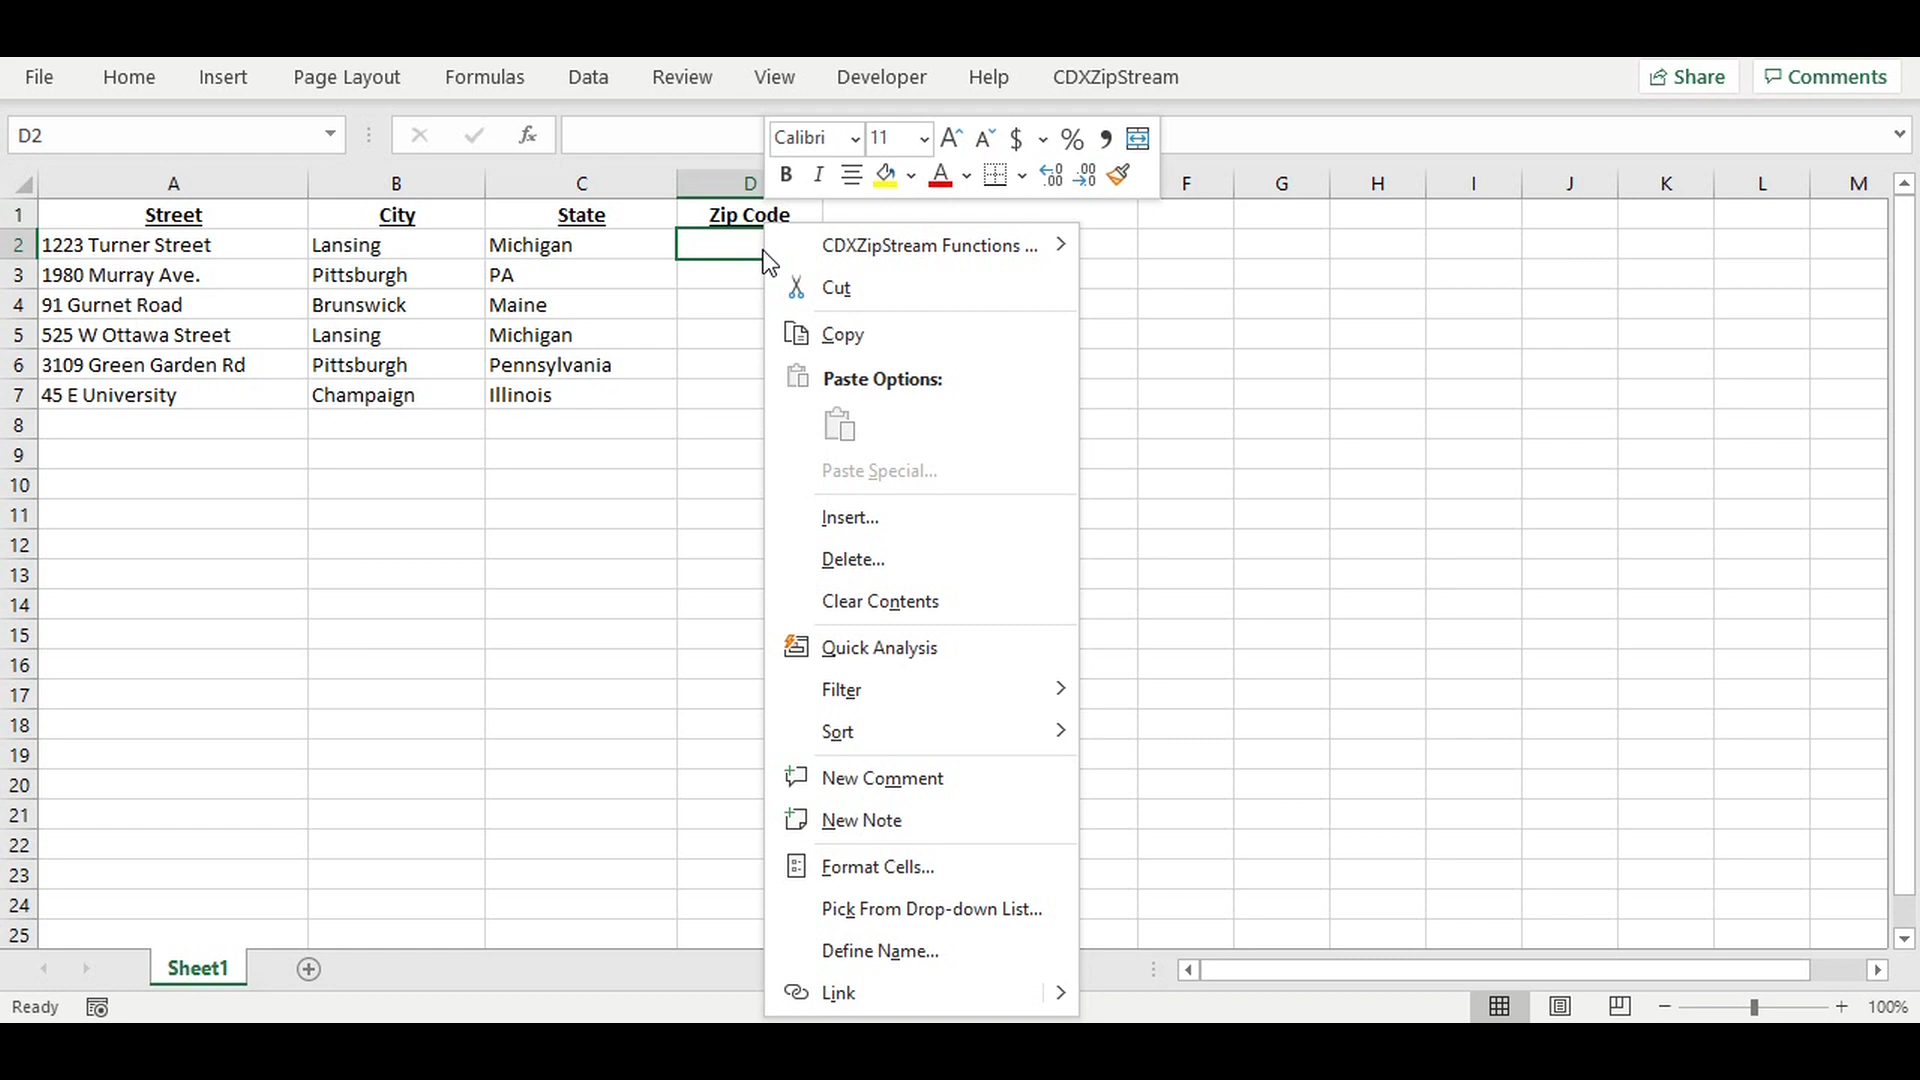 File Home Insert Page Layout Formulas Data Review View Developer Help CDXZipStream Share Comments
D2 fx
Calibri 11 A A $ % ,
B I A .00 .00
A B C D F G H I J K L M
1 Street City State Zip Code
2 1223 Turner Street Lansing Michigan
3 1980 Murray Ave. Pittsburgh PA
4 91 Gurnet Road Brunswick Maine
5 525 W Ottawa Street Lansing Michigan
6 3109 Green Garden Rd Pittsburgh Pennsylvania
7 45 E University Champaign Illinois
8
9
10
11
12
13
14
15
16
17
18
19
20
21
22
23
24
25
CDXZipStream Functions ...
Cut
Copy
Paste Options:
Paste Special...
Insert...
Delete...
Clear Contents
Quick Analysis
Filter
Sort
New Comment
New Note
Format Cells...
Pick From Drop-down List...
Define Name...
Link
Sheet1
Ready 100%